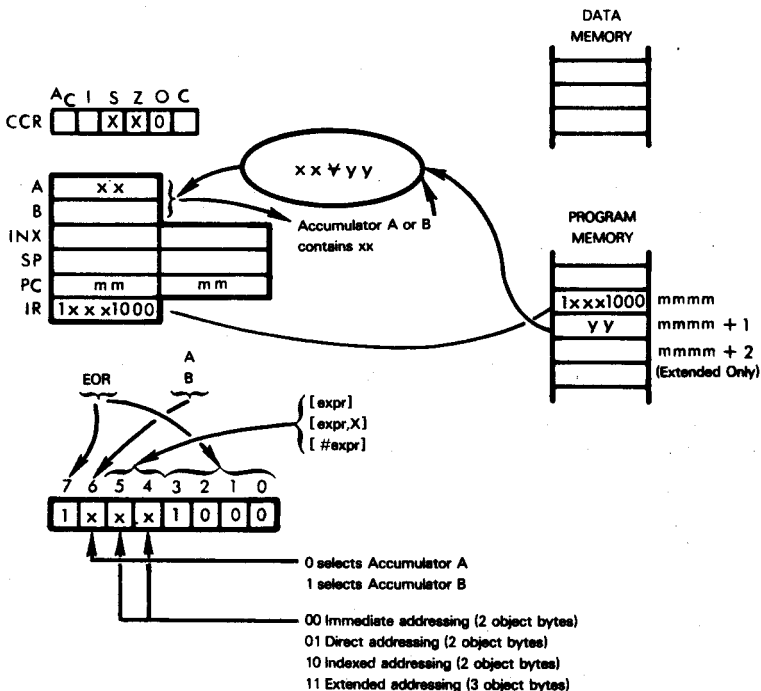 DATA
MEMORY
AC I S Z O C
CCR X X 0
xx ⊻ yy
A xx
B
Accumulator A or B
contains xx
INX
SP
PC mm mm
IR 1xxx1000
PROGRAM
MEMORY
1xxx1000 mmmm
yy mmmm + 1
mmmm + 2
(Extended Only)
A
EOR B
[expr]
[expr,X]
[#expr]
7 6 5 4 3 2 1 0
1 x x x 1 0 0 0
0 selects Accumulator A
1 selects Accumulator B
00 Immediate addressing (2 object bytes)
01 Direct addressing (2 object bytes)
10 Indexed addressing (2 object bytes)
11 Extended addressing (3 object bytes)